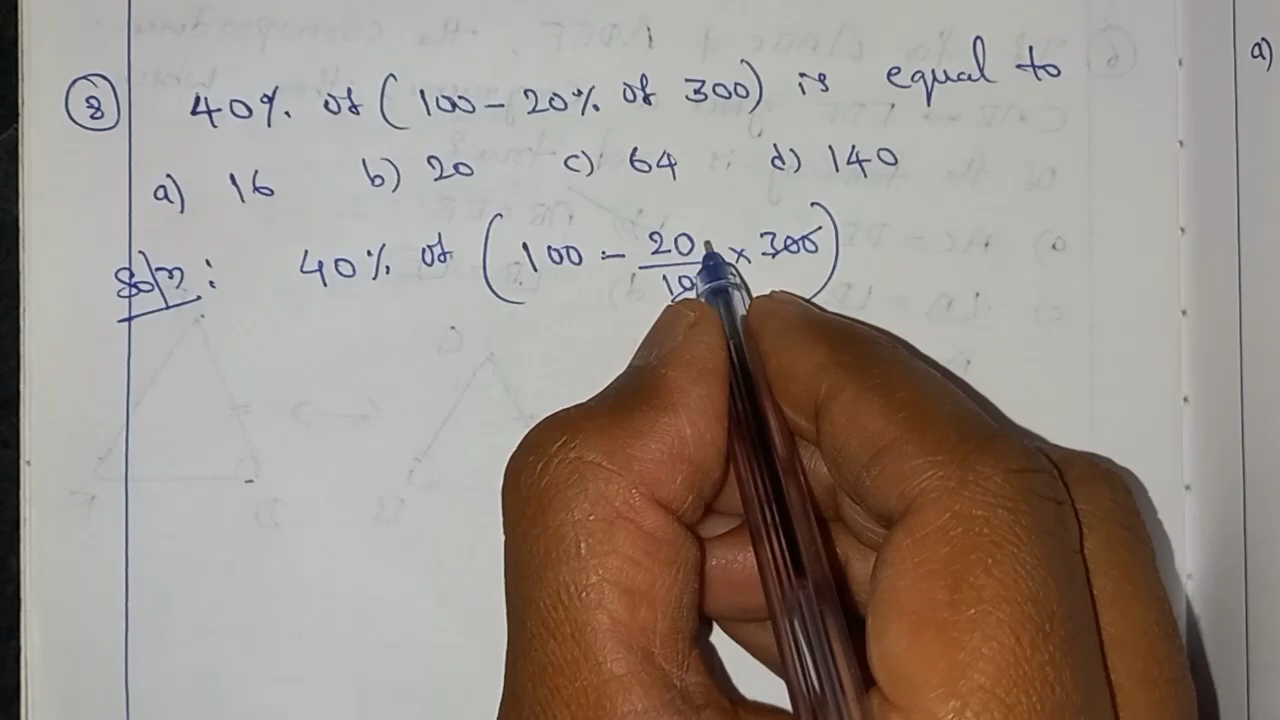 8 40% of (100 - 20% of 300) is equal to
a) 16 b) 20 c) 64 d) 140
Soln: 40% of (100 - 20/10 × 300)
a)